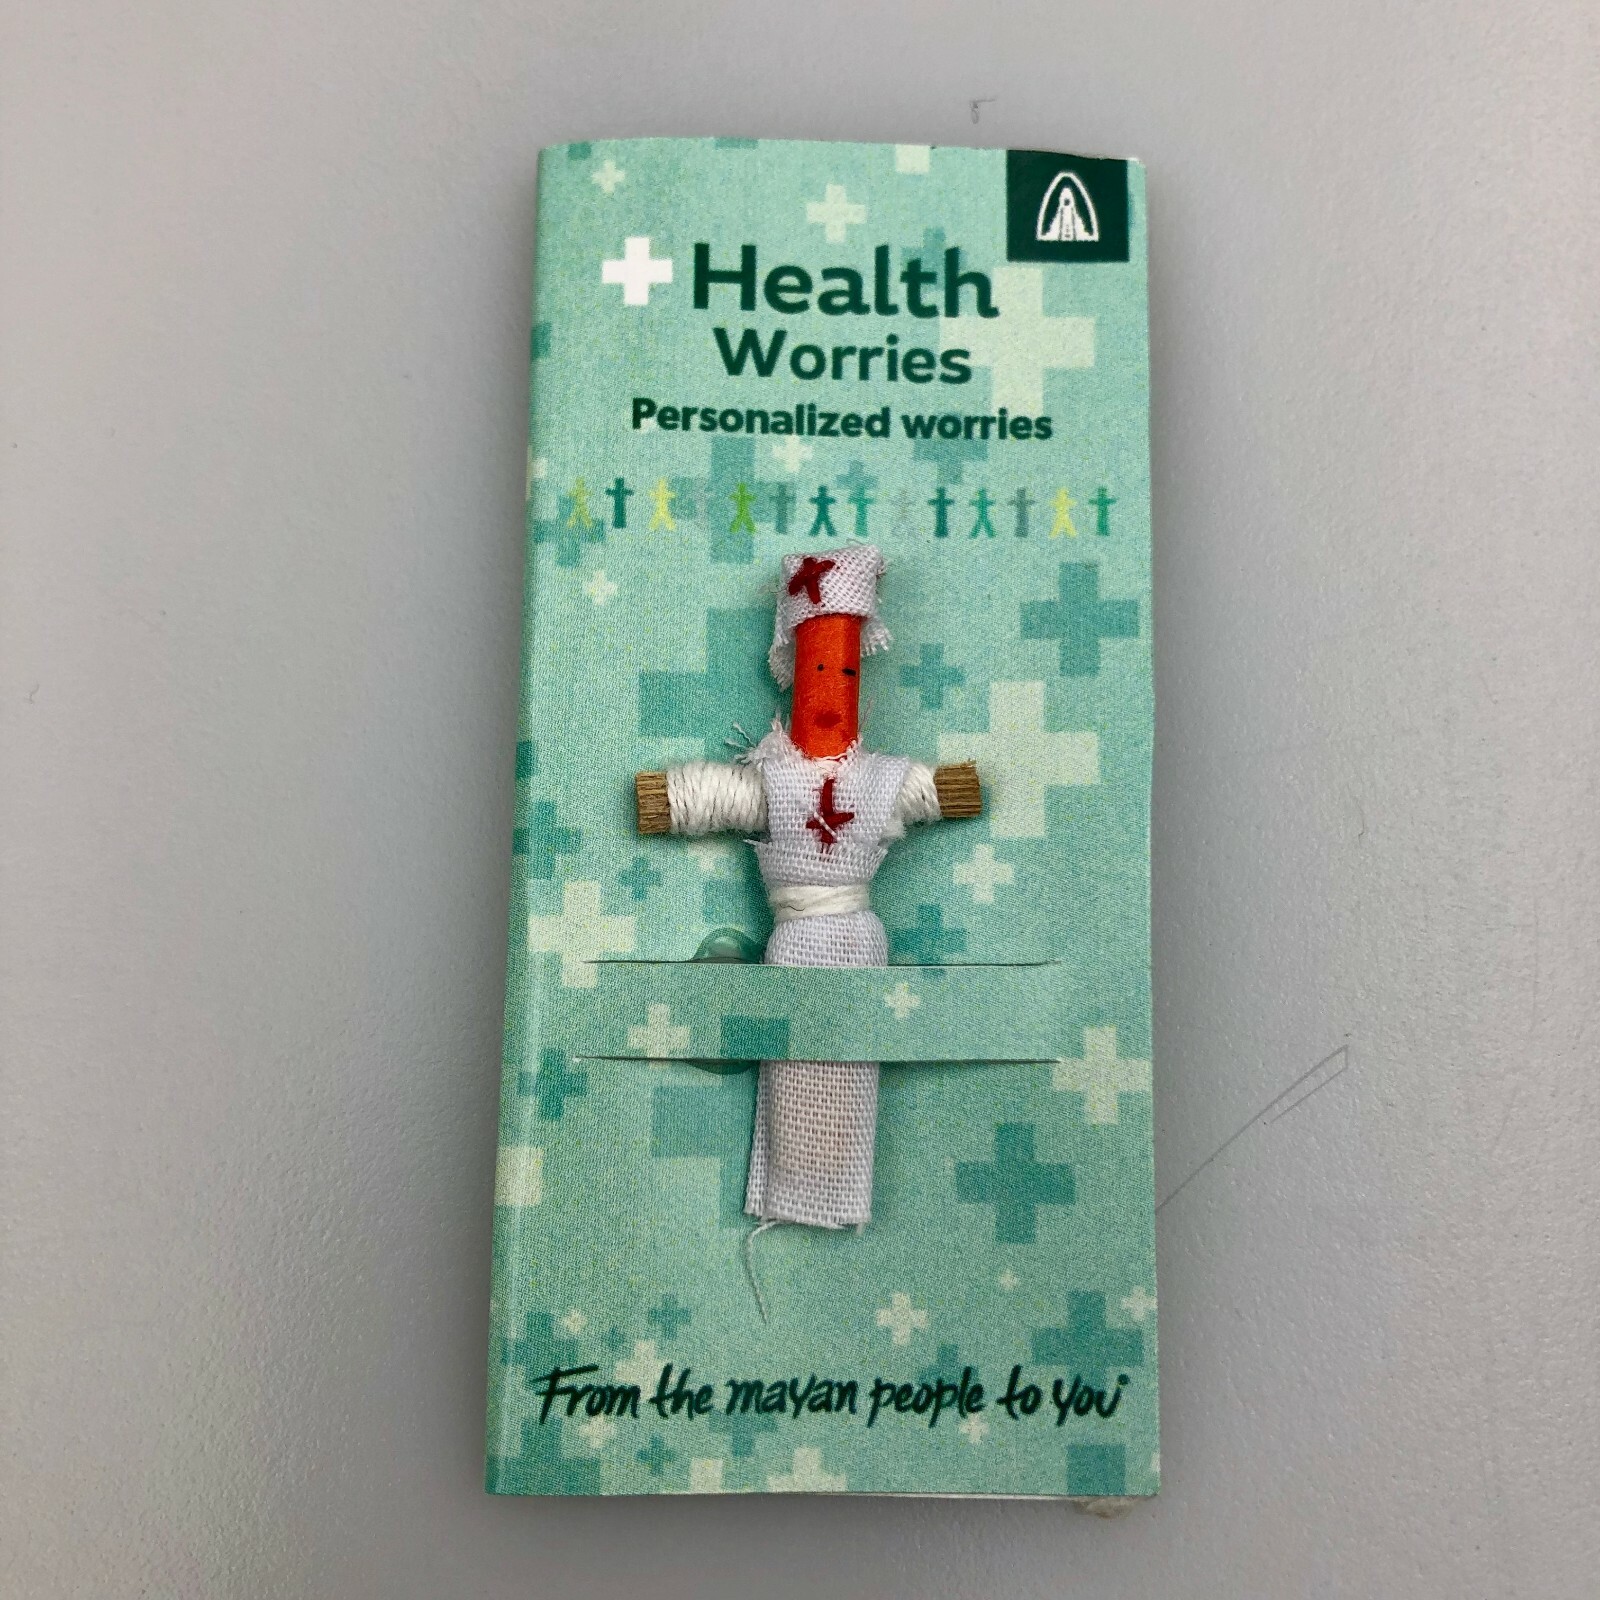 Health
Worries
Personalized worries
From the mayan people to you